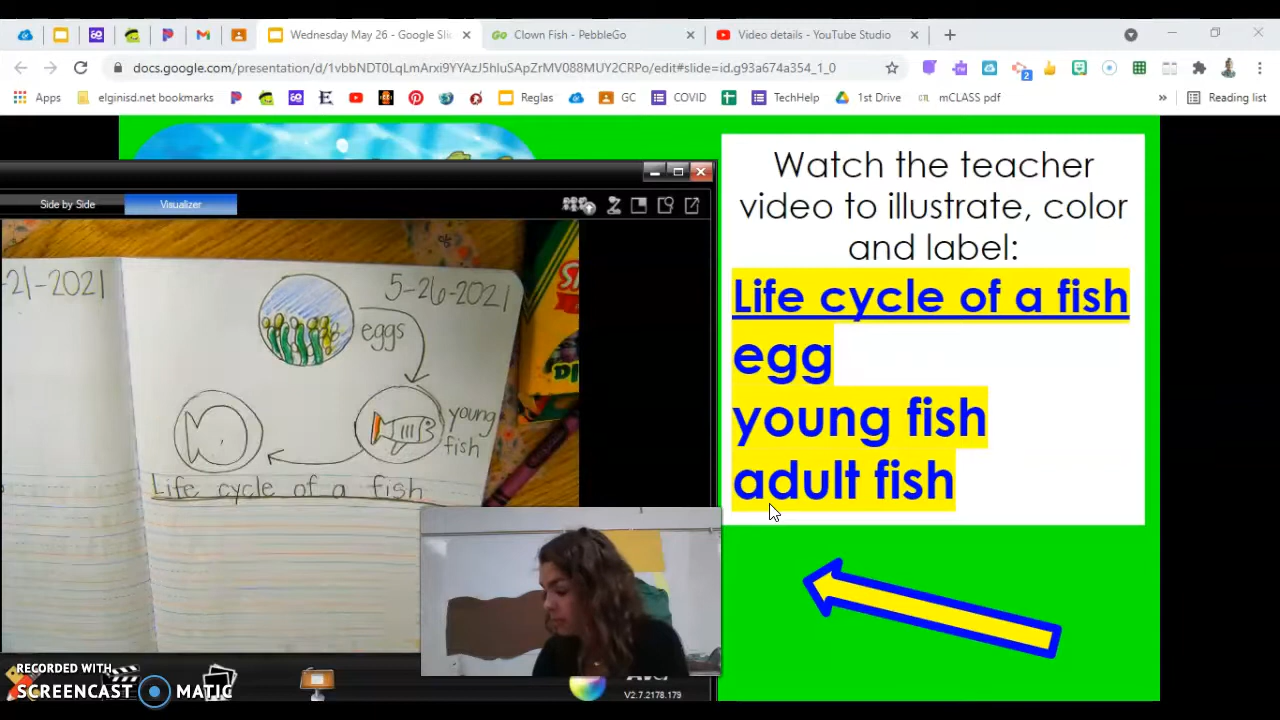 Wednesday May 26 - Google Sli
Clown Fish - PebbleGo
Video details - YouTube Studio
docs.google.com/presentation/d/1vbbNDT0LqLmArxi9YYAzJ5hIuSApZrMV088MUY2CRPo/edit#slide=id.g93a674a354_1_0
2
Apps
elginisd.net bookmarks
Reglas
GC
COVID
TechHelp
1st Drive
mCLASS pdf
»
Reading list
Side by Side
Visualizer
-21-2021
5-26-2021
eggs
young
fish
Life cycle of a fish
Watch the teacher
video to illustrate, color
and label:
Life cycle of a fish
egg
young fish
adult fish
RECORDED WITH
SCREENCAST MATIC
V2.7.2178.179